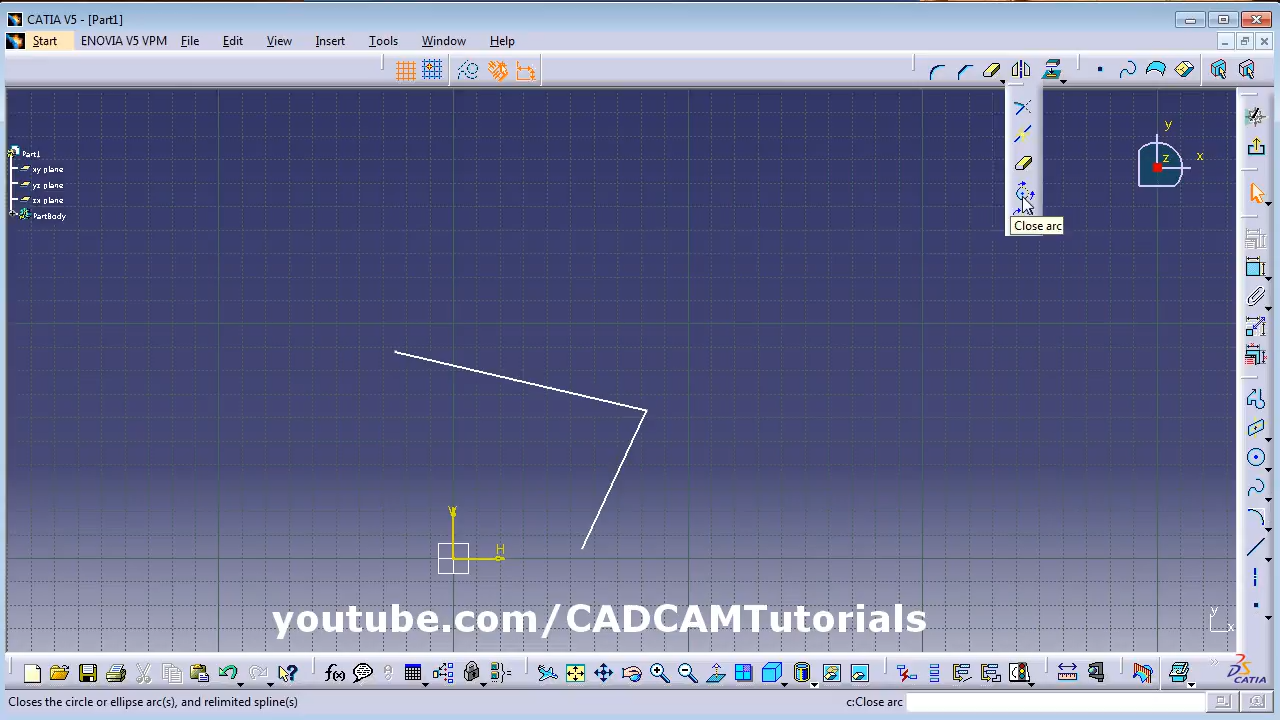 CATIA V5 - [Part1]
Start ENOVIA V5 VPM File Edit View Insert Tools Window Help
Part1
xy plane
yz plane
zx plane
PartBody
y
x
z
Close arc
V
H
youtube.com/CADCAMTutorials
y
x
f(x)
CATIA
Closes the circle or ellipse arc(s), and relimited spline(s)
c:Close arc